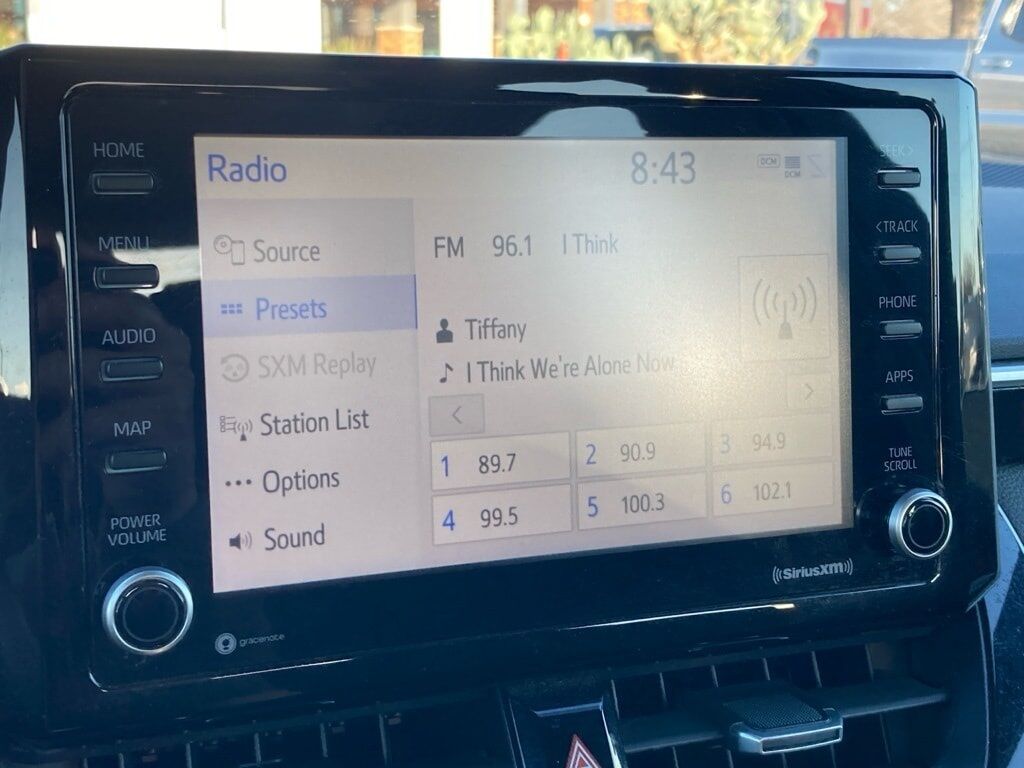 HOME
MENU
AUDIO
MAP
POWER
VOLUME
gracenote
Radio
8:43
DCM
DCM
Source
Presets
SXM Replay
Station List
Options
Sound
FM 96.1 I Think
Tiffany
I Think We're Alone Now
<
>
1 89.7
2 90.9
3 94.9
4 99.5
5 100.3
6 102.1
SEEK>
<TRACK
PHONE
APPS
TUNE
SCROLL
((SiriusXM))